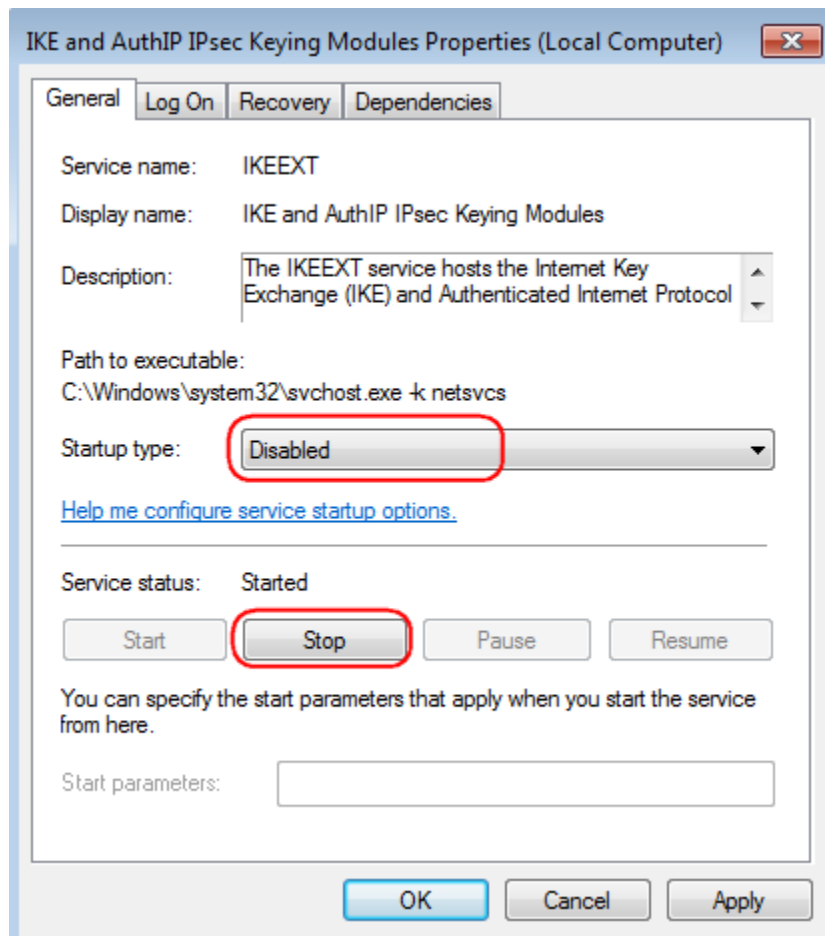 IKE and AuthIP IPsec Keying Modules Properties (Local Computer)
General Log On Recovery Dependencies
Service name: IKEEXT
Display name: IKE and AuthIP IPsec Keying Modules
Description: The IKEEXT service hosts the Internet Key
Exchange (IKE) and Authenticated Internet Protocol
Path to executable:
C:\Windows\system32\svchost.exe -k netsvcs
Startup type: Disabled
Help me configure service startup options.
Service status: Started
Start Stop Pause Resume
You can specify the start parameters that apply when you start the service
from here.
Start parameters:
OK Cancel Apply